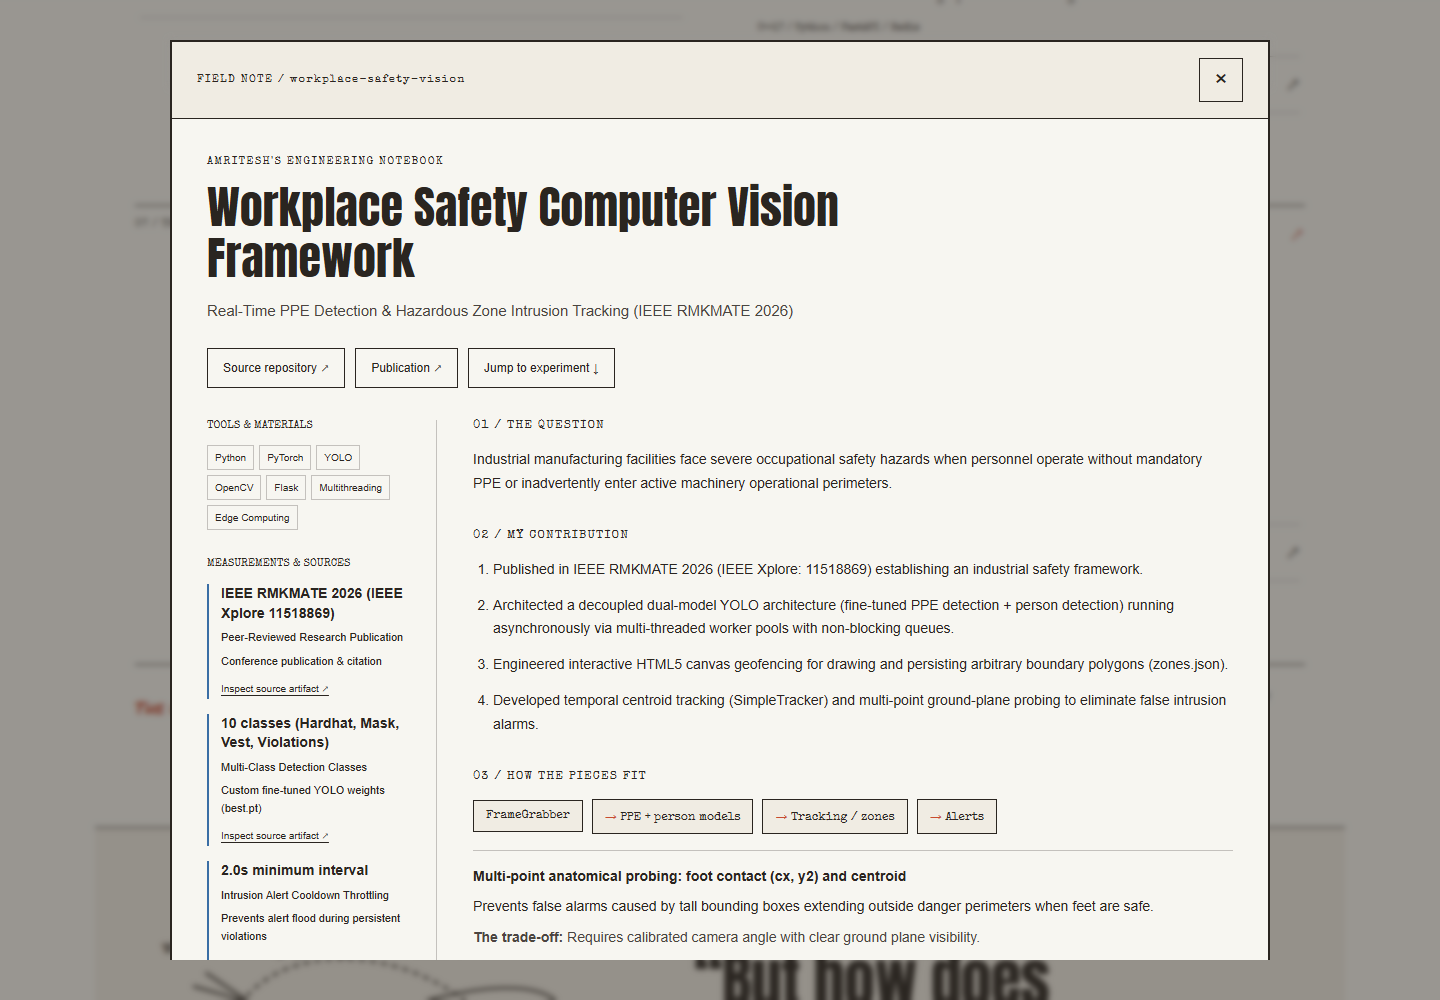 FIELD NOTE / workplace-safety-vision
×
AMRITESH'S ENGINEERING NOTEBOOK
Workplace Safety Computer Vision
Framework
Real-Time PPE Detection & Hazardous Zone Intrusion Tracking (IEEE RMKMATE 2026)
Source repository ↗
Publication ↗
Jump to experiment ↓
TOOLS & MATERIALS
Python
PyTorch
YOLO
OpenCV
Flask
Multithreading
Edge Computing
MEASUREMENTS & SOURCES
IEEE RMKMATE 2026 (IEEE
Xplore 11518869)
Peer-Reviewed Research Publication
Conference publication & citation
Inspect source artifact ↗
10 classes (Hardhat, Mask,
Vest, Violations)
Multi-Class Detection Classes
Custom fine-tuned YOLO weights
(best.pt)
Inspect source artifact ↗
2.0s minimum interval
Intrusion Alert Cooldown Throttling
Prevents alert flood during persistent
violations
01 / THE QUESTION
Industrial manufacturing facilities face severe occupational safety hazards when personnel operate without mandatory
PPE or inadvertently enter active machinery operational perimeters.
02 / MY CONTRIBUTION
1. Published in IEEE RMKMATE 2026 (IEEE Xplore: 11518869) establishing an industrial safety framework.
2. Architected a decoupled dual-model YOLO architecture (fine-tuned PPE detection + person detection) running
asynchronously via multi-threaded worker pools with non-blocking queues.
3. Engineered interactive HTML5 canvas geofencing for drawing and persisting arbitrary boundary polygons (zones.json).
4. Developed temporal centroid tracking (SimpleTracker) and multi-point ground-plane probing to eliminate false intrusion
alarms.
03 / HOW THE PIECES FIT
FrameGrabber
→ PPE + person models
→ Tracking / zones
→ Alerts
Multi-point anatomical probing: foot contact (cx, y2) and centroid
Prevents false alarms caused by tall bounding boxes extending outside danger perimeters when feet are safe.
The trade-off: Requires calibrated camera angle with clear ground plane visibility.
"But how does